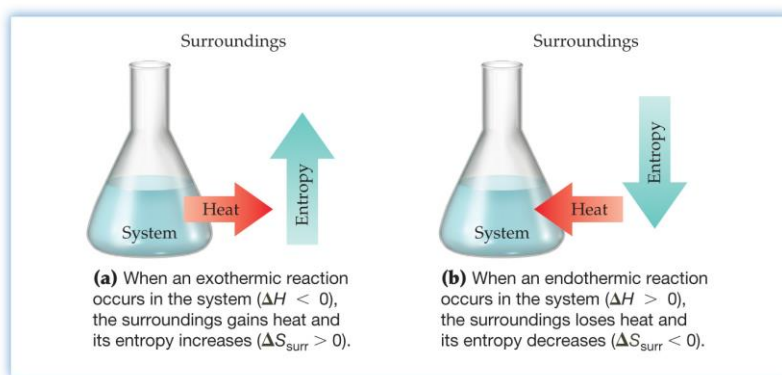 Surroundings
Heat
Entropy
System
(a) When an exothermic reaction
occurs in the system (ΔH < 0),
the surroundings gains heat and
its entropy increases (ΔSsurr > 0).
Surroundings
Entropy
Heat
System
(b) When an endothermic reaction
occurs in the system (ΔH > 0),
the surroundings loses heat and
its entropy decreases (ΔSsurr < 0).